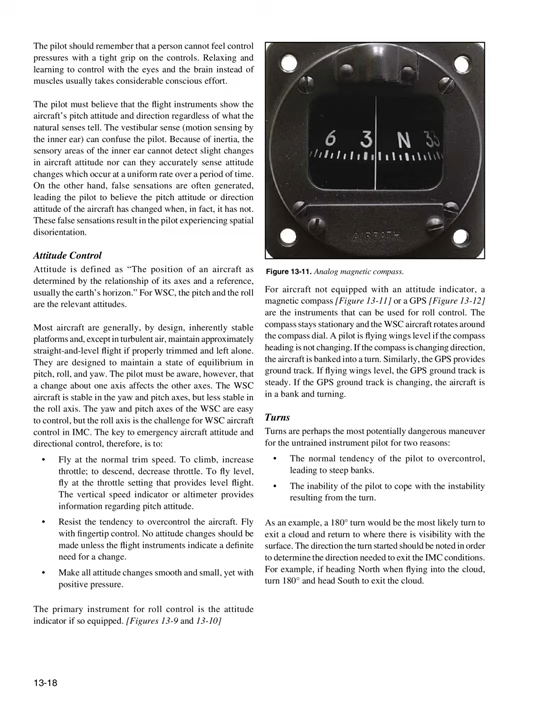 The pilot should remember that a person cannot feel control
pressures with a tight grip on the controls. Relaxing and
learning to control with the eyes and the brain instead of
muscles usually takes considerable conscious effort.
The pilot must believe that the flight instruments show the
aircraft's pitch attitude and direction regardless of what the
natural senses tell. The vestibular sense (motion sensing by
the inner ear) can confuse the pilot. Because of inertia, the
sensory areas of the inner ear cannot detect slight changes
in aircraft attitude nor can they accurately sense attitude
changes which occur at a uniform rate over a period of time.
On the other hand, false sensations are often generated,
leading the pilot to believe the pitch attitude or direction
attitude of the aircraft has changed when, in fact, it has not.
These false sensations result in the pilot experiencing spatial
disorientation.
Attitude Control
Attitude is defined as “The position of an aircraft as
determined by the relationship of its axes and a reference,
usually the earth's horizon.” For WSC, the pitch and the roll
are the relevant attitudes.
Most aircraft are generally, by design, inherently stable
platforms and, except in turbulent air, maintain approximately
straight-and-level flight if properly trimmed and left alone.
They are designed to maintain a state of equilibrium in
pitch, roll, and yaw. The pilot must be aware, however, that
a change about one axis affects the other axes. The WSC
aircraft is stable in the yaw and pitch axes, but less stable in
the roll axis. The yaw and pitch axes of the WSC are easy
to control, but the roll axis is the challenge for WSC aircraft
control in IMC. The key to emergency aircraft attitude and
directional control, therefore, is to:
• Fly at the normal trim speed. To climb, increase
throttle; to descend, decrease throttle. To fly level,
fly at the throttle setting that provides level flight.
The vertical speed indicator or altimeter provides
information regarding pitch attitude.
• Resist the tendency to overcontrol the aircraft. Fly
with fingertip control. No attitude changes should be
made unless the flight instruments indicate a definite
need for a change.
• Make all attitude changes smooth and small, yet with
positive pressure.
The primary instrument for roll control is the attitude
indicator if so equipped. [Figures 13-9 and 13-10]
6 3 N 33
AIRPATH
Figure 13-11. Analog magnetic compass.
For aircraft not equipped with an attitude indicator, a
magnetic compass [Figure 13-11] or a GPS [Figure 13-12]
are the instruments that can be used for roll control. The
compass stays stationary and the WSC aircraft rotates around
the compass dial. A pilot is flying wings level if the compass
heading is not changing. If the compass is changing direction,
the aircraft is banked into a turn. Similarly, the GPS provides
ground track. If flying wings level, the GPS ground track is
steady. If the GPS ground track is changing, the aircraft is
in a bank and turning.
Turns
Turns are perhaps the most potentially dangerous maneuver
for the untrained instrument pilot for two reasons:
• The normal tendency of the pilot to overcontrol,
leading to steep banks.
• The inability of the pilot to cope with the instability
resulting from the turn.
As an example, a 180° turn would be the most likely turn to
exit a cloud and return to where there is visibility with the
surface. The direction the turn started should be noted in order
to determine the direction needed to exit the IMC conditions.
For example, if heading North when flying into the cloud,
turn 180° and head South to exit the cloud.
13-18